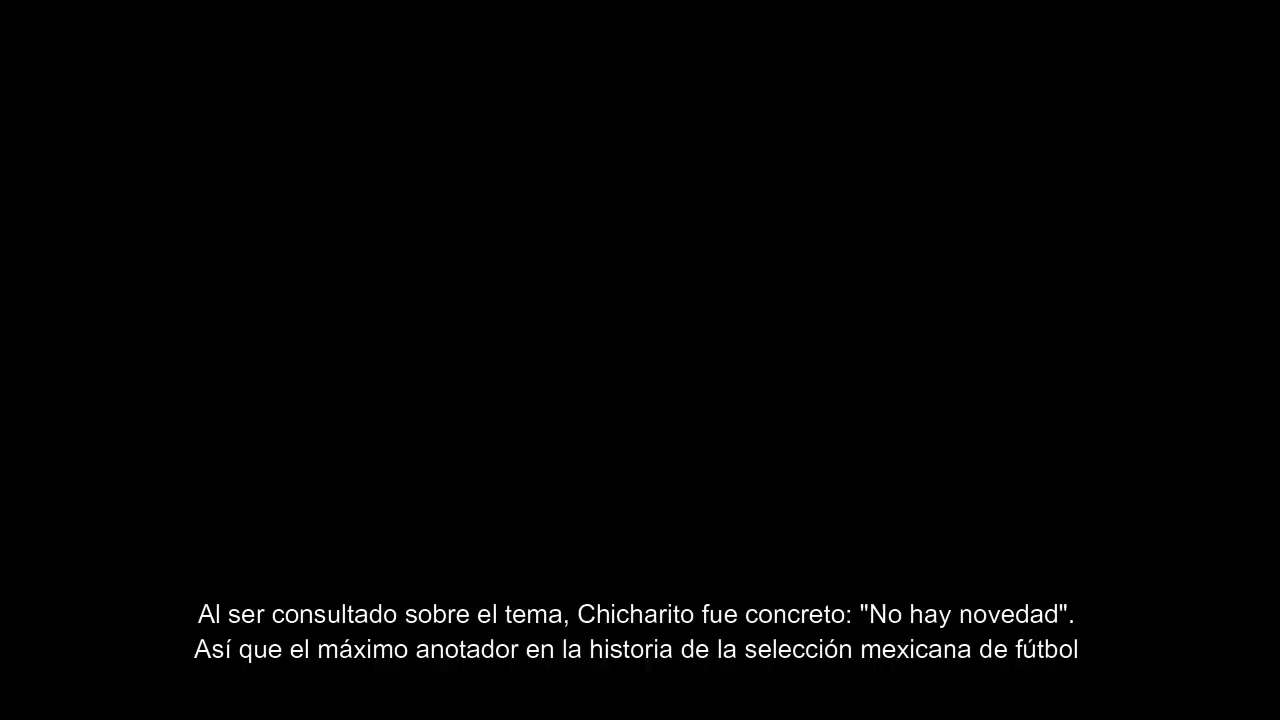 Al ser consultado sobre el tema, Chicharito fue concreto: "No hay novedad".
Así que el máximo anotador en la historia de la selección mexicana de fútbol